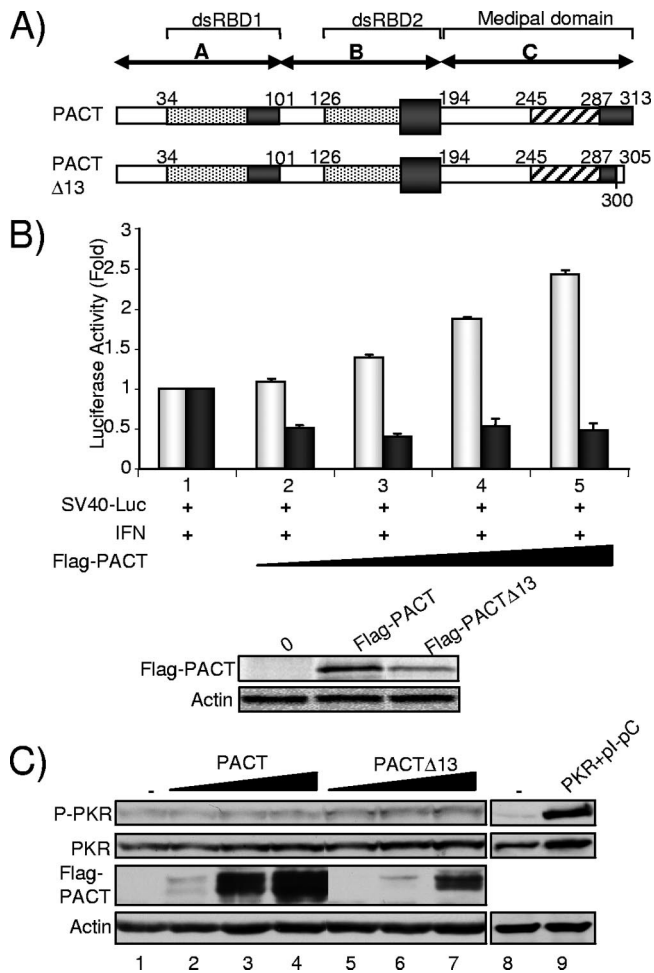 A)
dsRBD1 dsRBD2 Medipal domain
A B C
34 101 126 194 245 287 313
PACT
34 101 126 194 245 287 305
PACT
Δ13
300
B)
Luciferase Activity (Fold)
3
2.5
2
1.5
1
0.5
0
1 2 3 4 5
SV40-Luc + + + + +
IFN + + + + +
Flag-PACT
0 Flag-PACT Flag-PACTΔ13
Flag-PACT
Actin
C)
PACT PACTΔ13 PKR+pI-pC
- -
P-PKR
PKR
Flag-
PACT
Actin
1 2 3 4 5 6 7 8 9